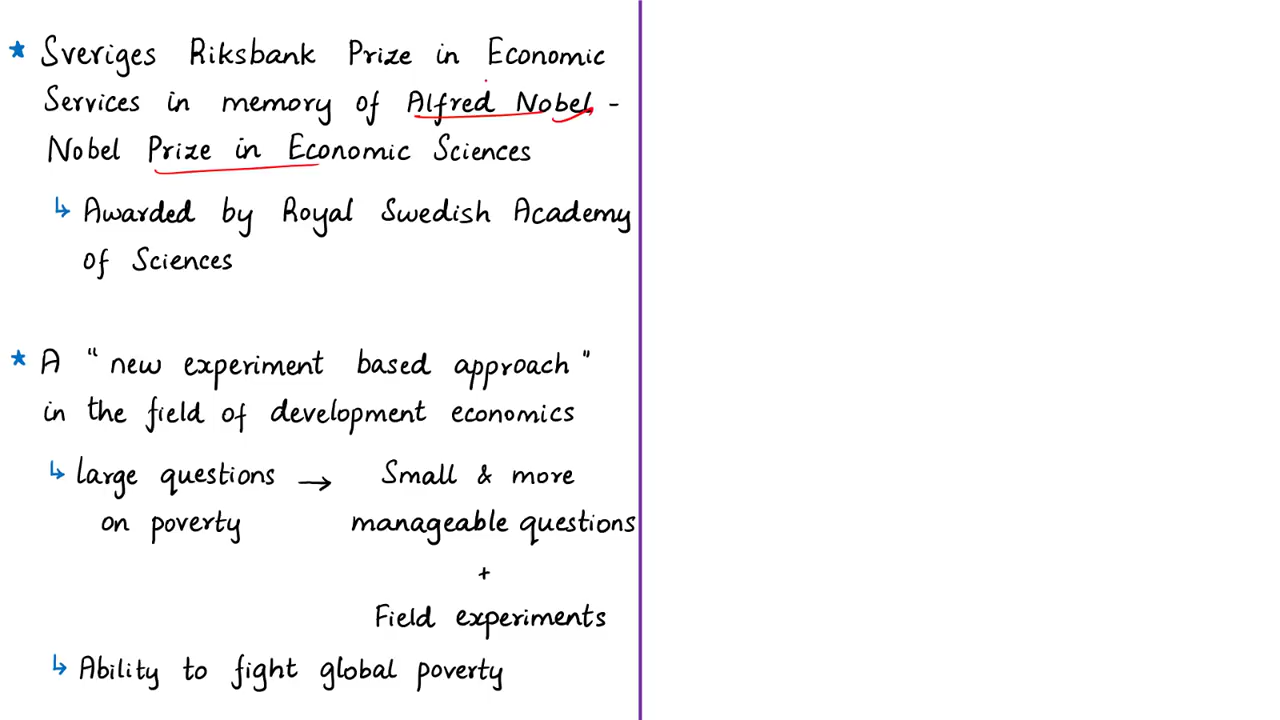 * Sveriges Riksbank Prize in Economic
Services in memory of Alfred Nobel -
Nobel Prize in Economic Sciences
↳ Awarded by Royal Swedish Academy
of Sciences
* A "new experiment based approach"
in the field of development economics
↳ Large questions → Small & more
on poverty manageable questions
+
Field experiments
↳ Ability to fight global poverty